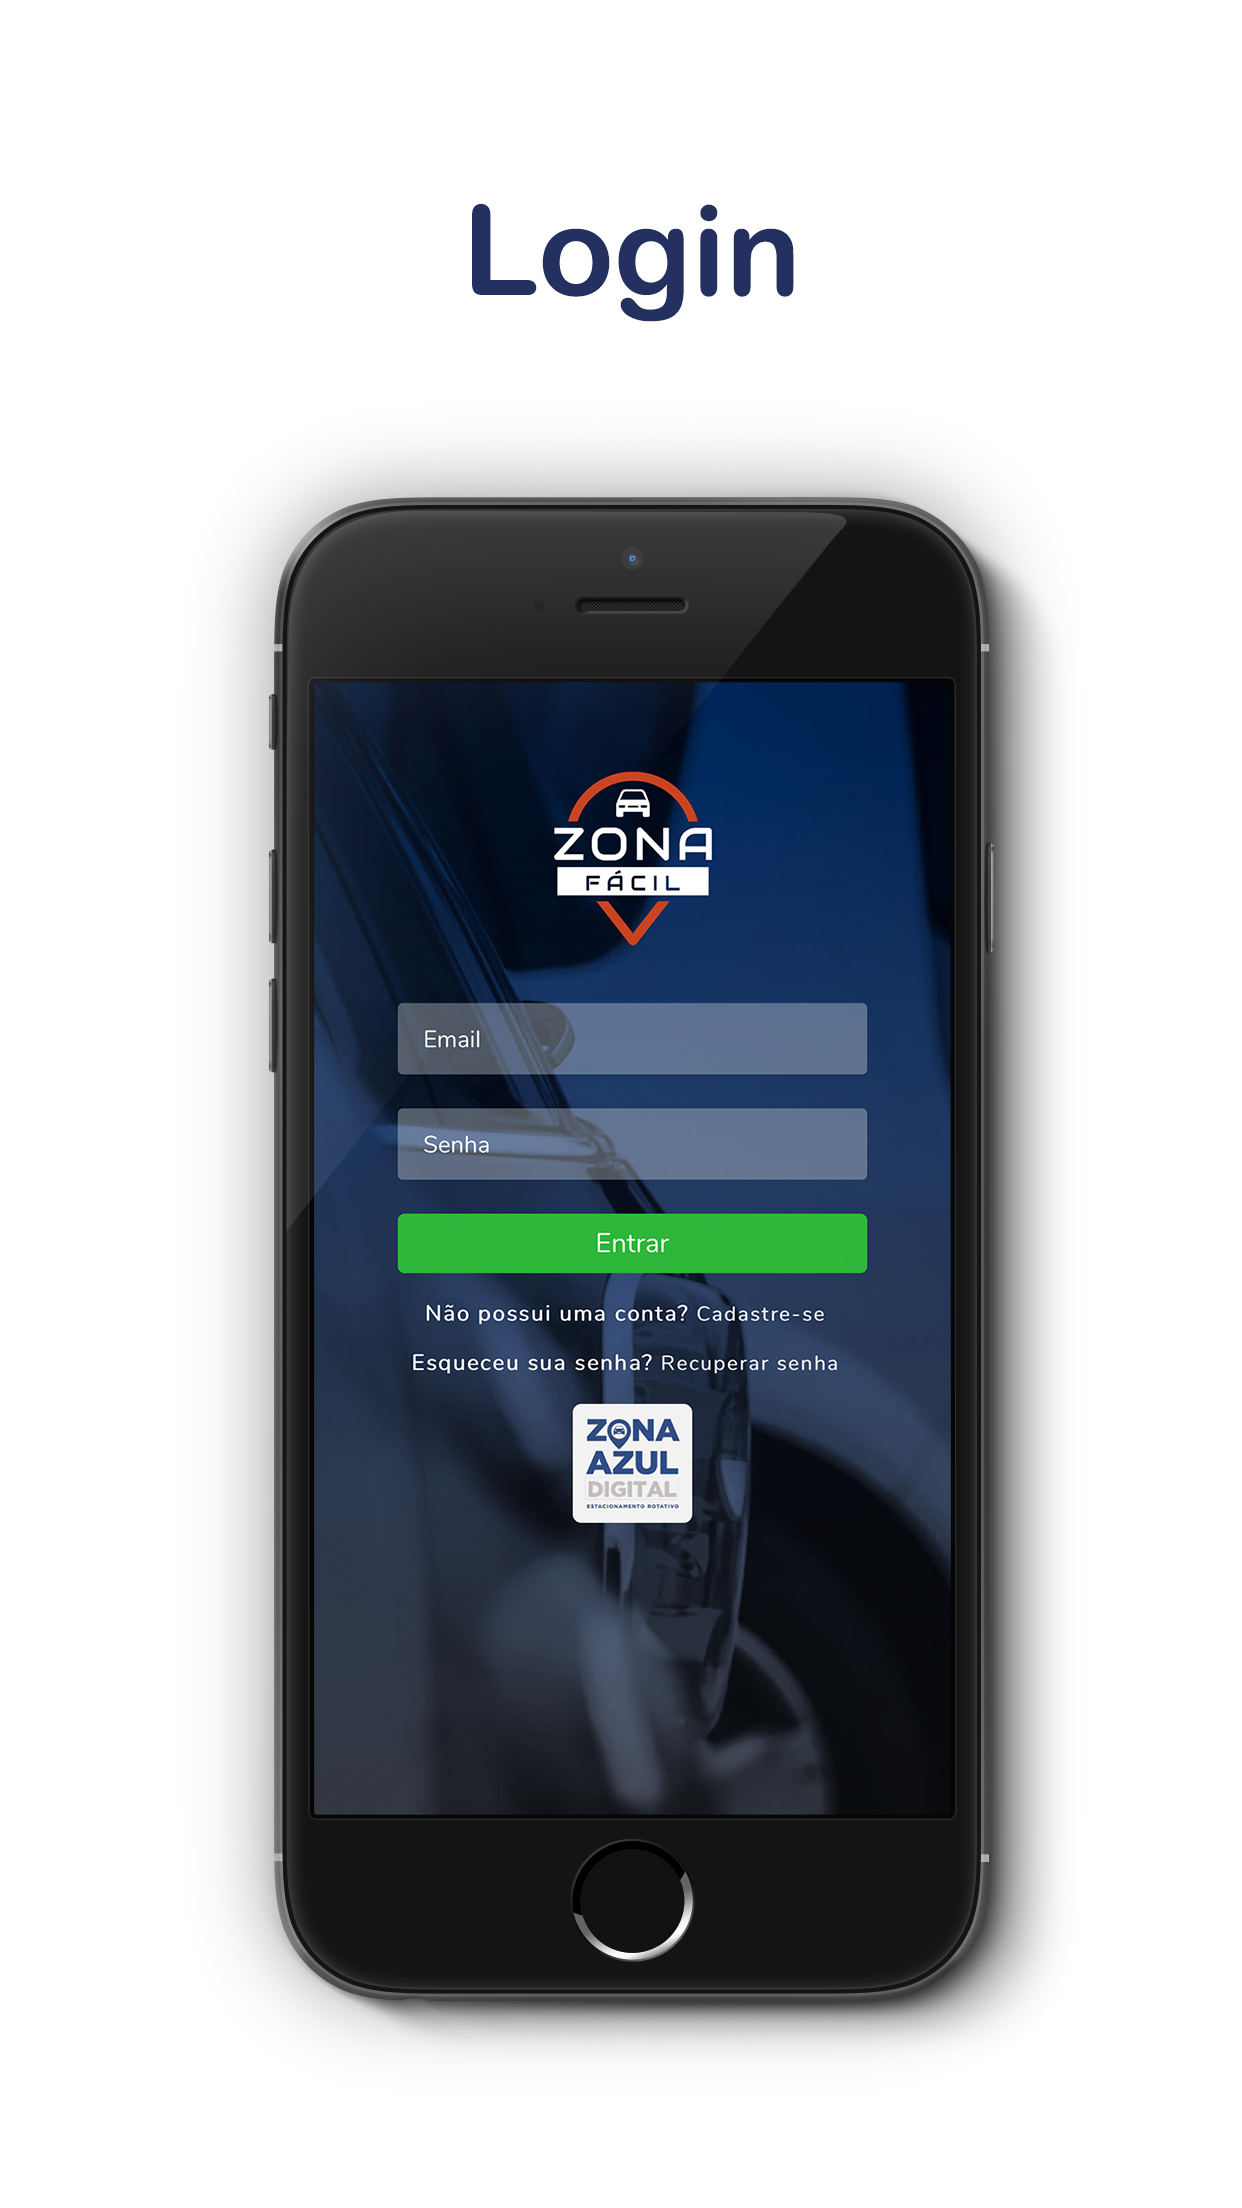 Login
ZONA
FÁCIL
Email
Senha
Entrar
Não possui uma conta? Cadastre-se
Esqueceu sua senha? Recuperar senha
ZONA
AZUL
DIGITAL
ESTACIONAMENTO ROTATIVO